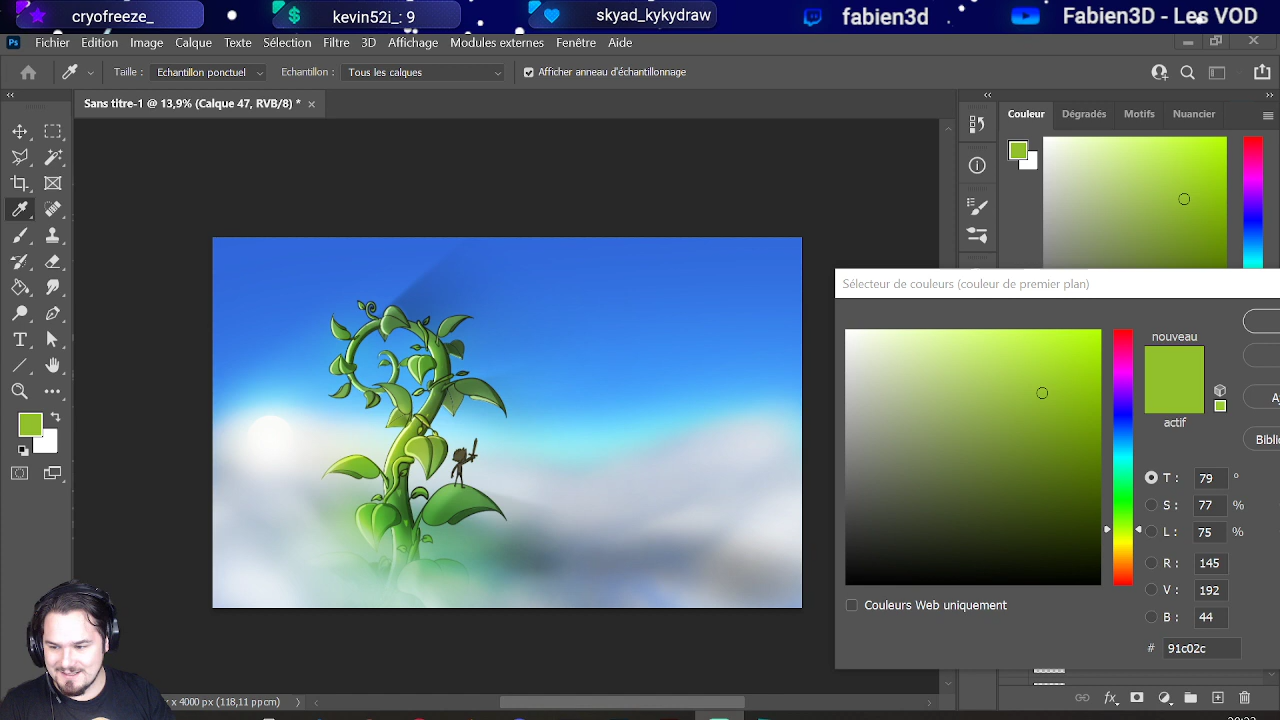 cryofreeze_
kevin52i_: 9
skyad_kykydraw
fabien3d
Fabien3D - Les VOD
Ps
Fichier Edition Image Calque Texte Sélection Filtre 3D Affichage Modules externes Fenêtre Aide
Taille : Echantillon ponctuel Echantillon : Tous les calques Afficher anneau d'échantillonnage
Sans titre-1 @ 13,9% (Calque 47, RVB/8) *
Couleur Dégradés Motifs Nuancier
Sélecteur de couleurs (couleur de premier plan)
nouveau
actif
T : 79 °
S : 77 %
L : 75 %
R : 145
V : 192
B : 44
# 91c02c
Couleurs Web uniquement
x 4000 px (118,11 ppcm)